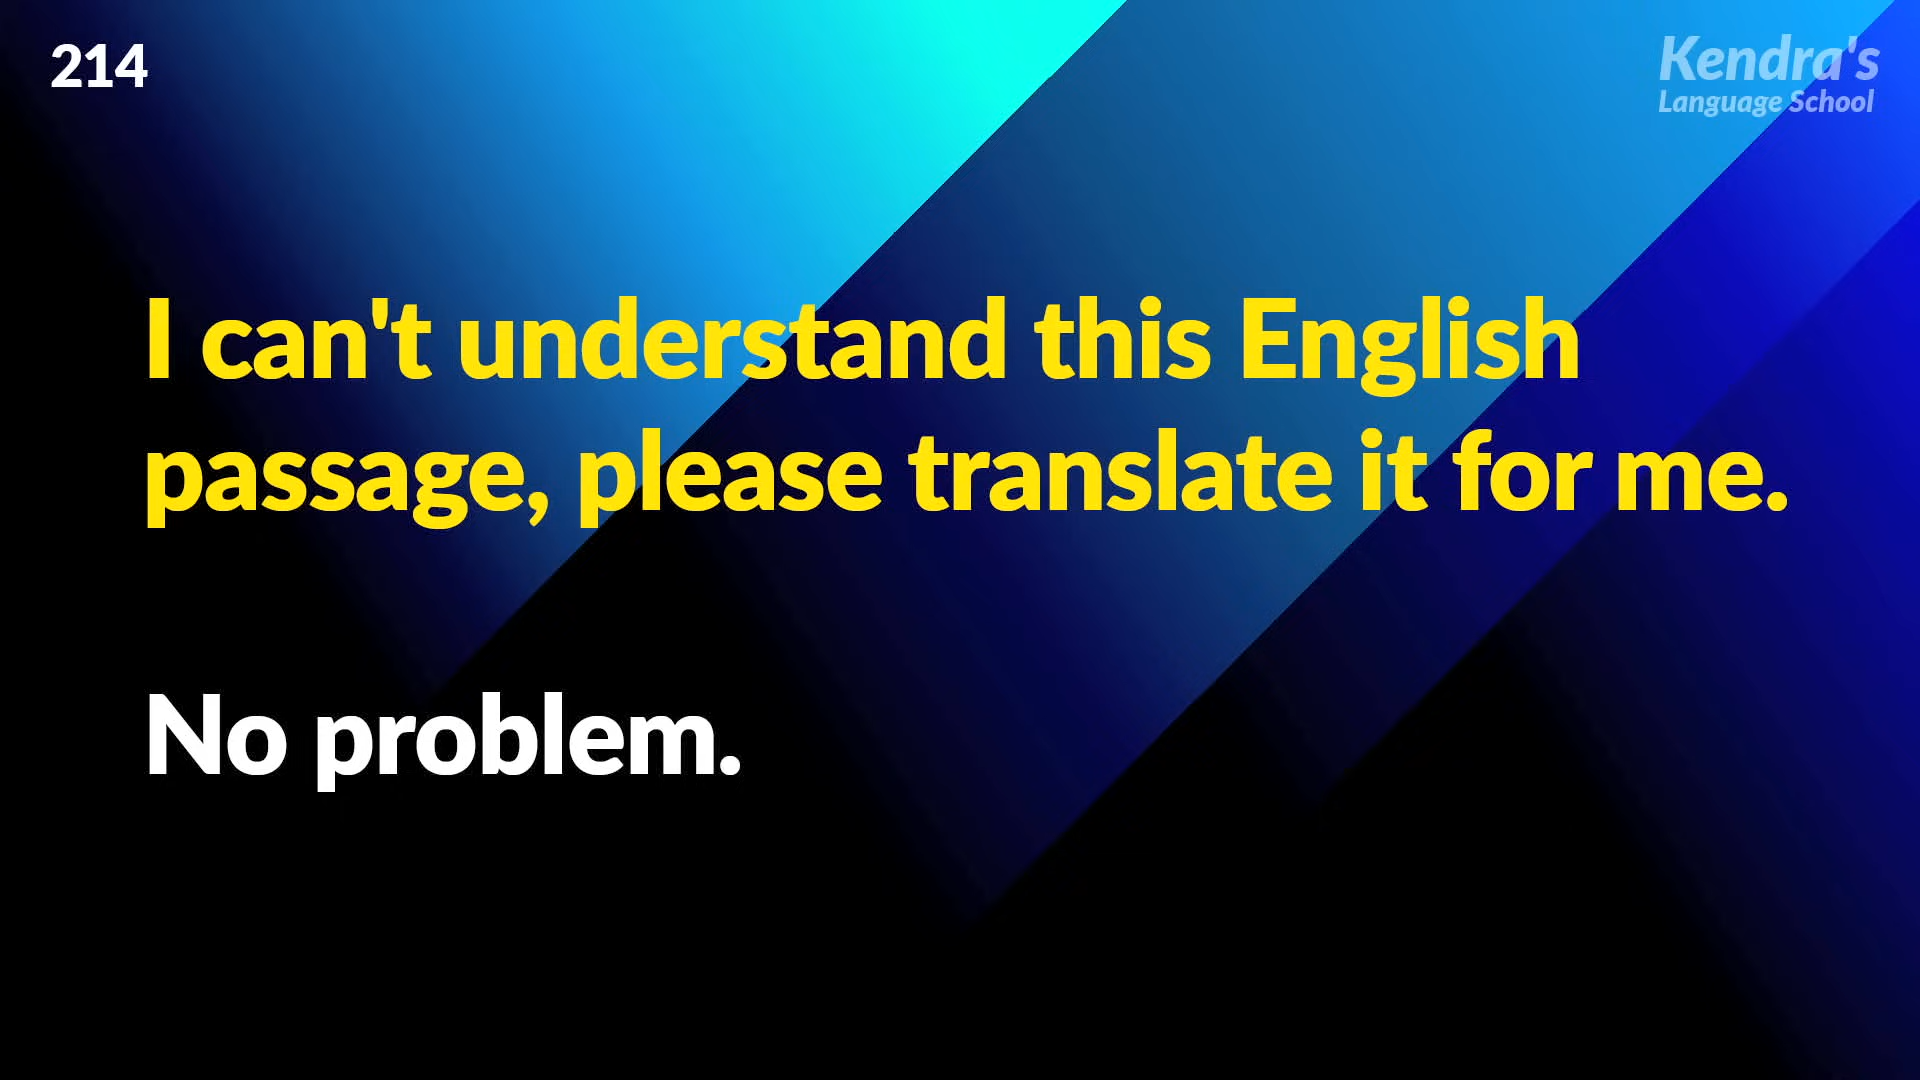 214
Kendra's
Language School
I can't understand this English
passage, please translate it for me.
No problem.